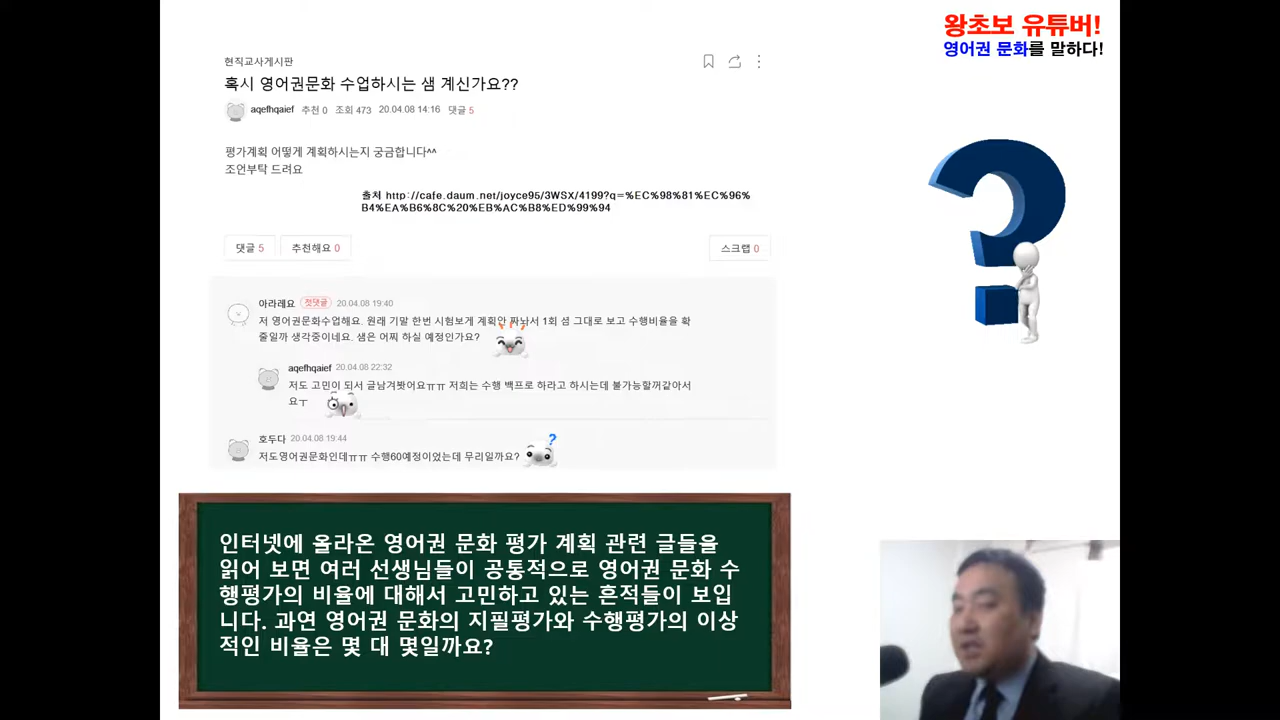 왕초보 유튜버!
영어권 문화를 말하다!
현직교사게시판
혹시 영어권문화 수업하시는 샘 계신가요??
aqefhqaief 추천 0 조회 473 20.04.08 14:16 댓글 5
평가계획 어떻게 계획하시는지 궁금합니다^^
조언부탁 드려요
출처 http://cafe.daum.net/joyce95/3WSX/4199?q=%EC%98%81%EC%96%
B4%EA%B6%8C%20%EB%AC%B8%ED%99%94
댓글 5 추천해요 0 스크랩 0
아라레요 첫댓글 20.04.08 19:40
저 영어권문화수업해요. 원래 기말 한번 시험보게 계획안 짜놔서 1회 셤 그대로 보고 수행비율을 확
줄일까 생각중이네요. 샘은 어찌 하실 예정인가요?
aqefhqaief 20.04.08 22:32
저도 고민이 되서 글남겨봣어요ㅠㅠ 저희는 수행 백프로 하라고 하시는데 불가능할꺼같아서
요ㅜ
호두다 20.04.08 19:44
저도영어권문화인데ㅠㅠ 수행60예정이었는데 무리일까요?
?
인터넷에 올라온 영어권 문화 평가 계획 관련 글들을
읽어 보면 여러 선생님들이 공통적으로 영어권 문화 수
행평가의 비율에 대해서 고민하고 있는 흔적들이 보입
니다. 과연 영어권 문화의 지필평가와 수행평가의 이상
적인 비율은 몇 대 몇일까요?